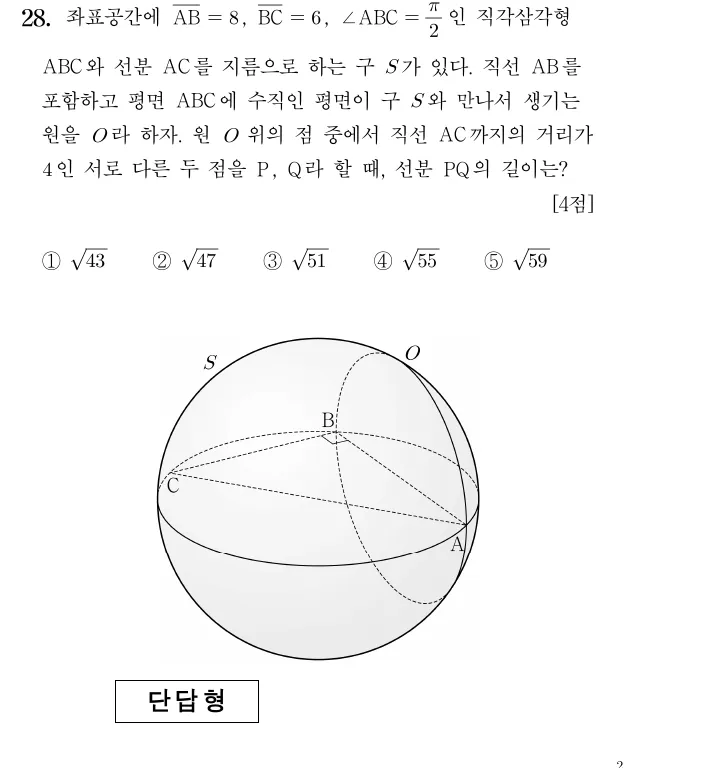 28. 좌표공간에 AB = 8, BC = 6, ∠ABC = π/2 인 직각삼각형
ABC와 선분 AC를 지름으로 하는 구 S가 있다. 직선 AB를
포함하고 평면 ABC에 수직인 평면이 구 S와 만나서 생기는
원을 O라 하자. 원 O 위의 점 중에서 직선 AC까지의 거리가
4인 서로 다른 두 점을 P, Q라 할 때, 선분 PQ의 길이는?
[4점]
① √43 ② √47 ③ √51 ④ √55 ⑤ √59
S
O
B
C
A
단답형
2